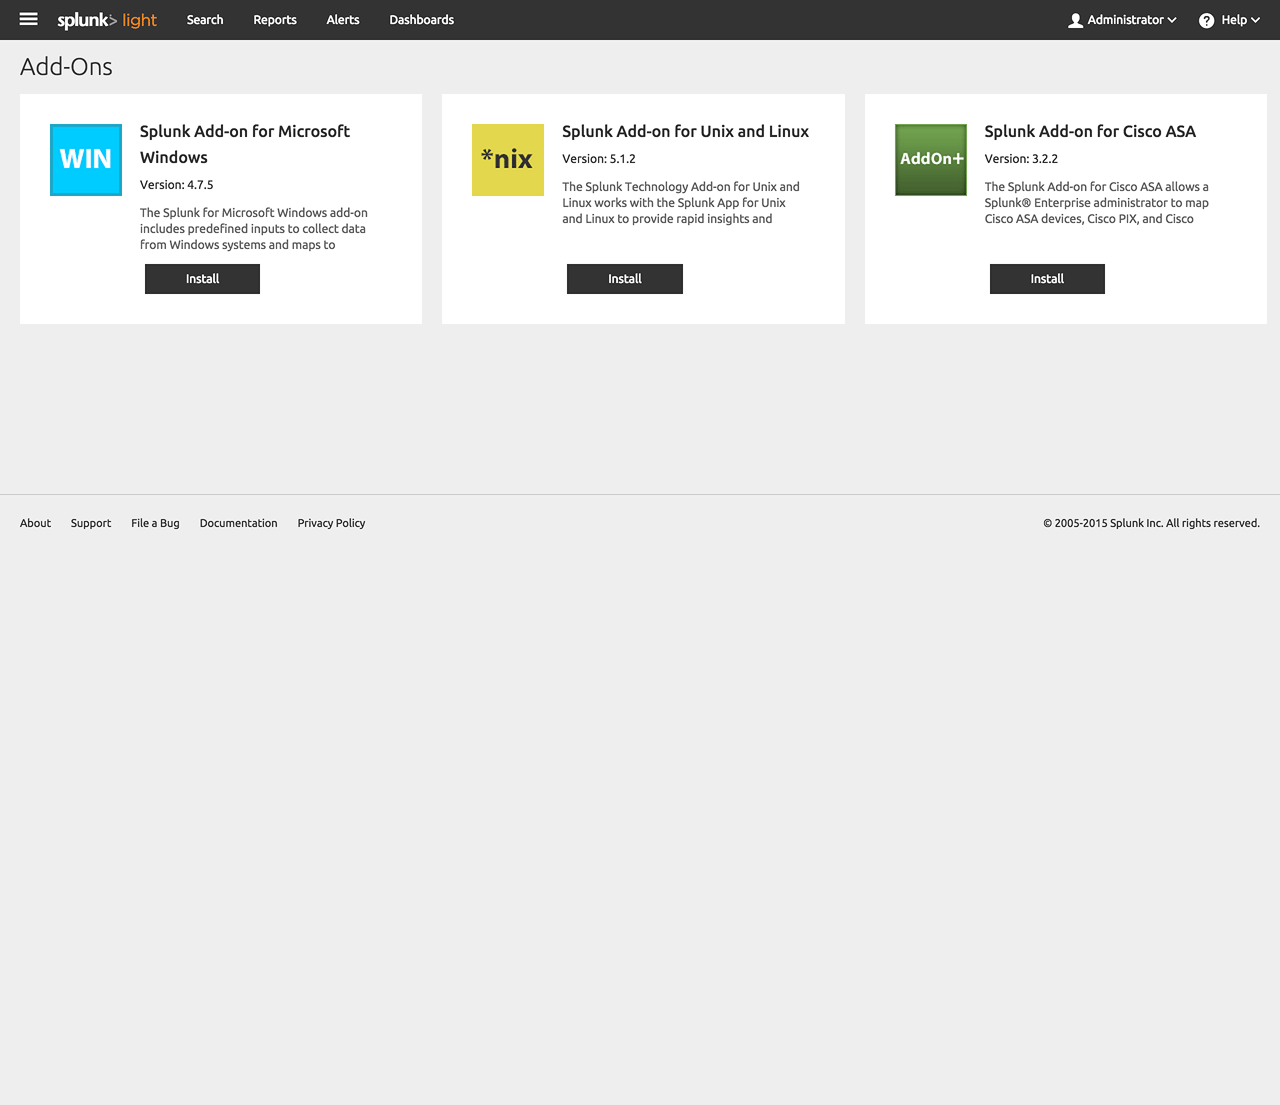 splunk> light Search Reports Alerts Dashboards Administrator Help
Add-Ons
WIN
Splunk Add-on for Microsoft
Windows
Version: 4.7.5
The Splunk for Microsoft Windows add-on
includes predefined inputs to collect data
from Windows systems and maps to
Install
*nix
Splunk Add-on for Unix and Linux
Version: 5.1.2
The Splunk Technology Add-on for Unix and
Linux works with the Splunk App for Unix
and Linux to provide rapid insights and
Install
AddOn+
Splunk Add-on for Cisco ASA
Version: 3.2.2
The Splunk Add-on for Cisco ASA allows a
Splunk® Enterprise administrator to map
Cisco ASA devices, Cisco PIX, and Cisco
Install
About Support File a Bug Documentation Privacy Policy © 2005-2015 Splunk Inc. All rights reserved.